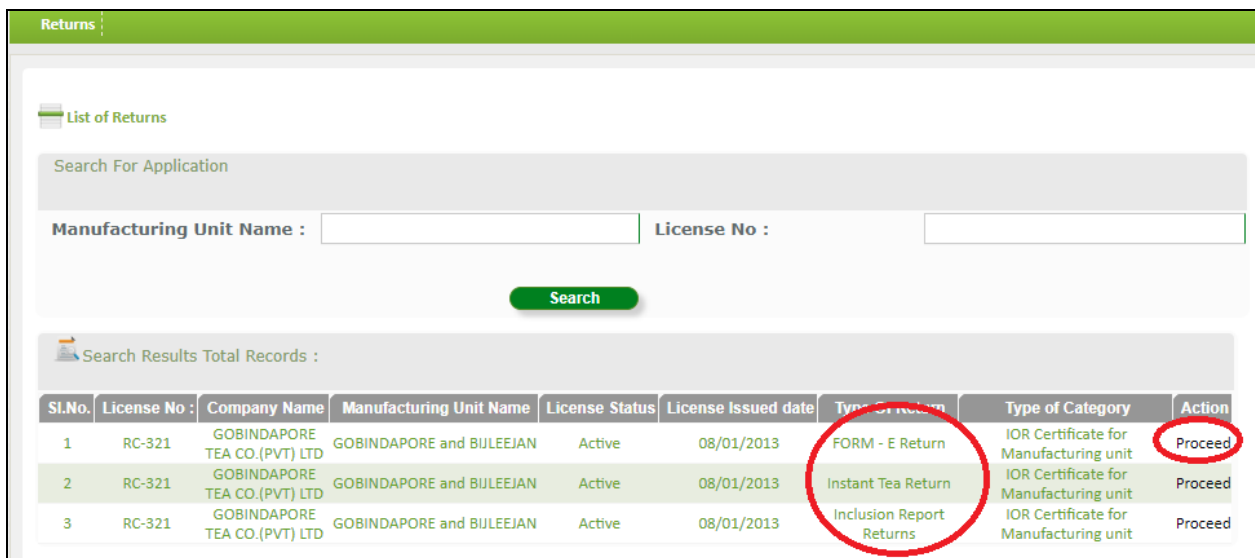 Returns
List of Returns
Search For Application
Manufacturing Unit Name : License No :
Search
Search Results Total Records :
Sl.No. License No : Company Name Manufacturing Unit Name License Status License Issued date Type Of Return Type of Category Action
1 RC-321 GOBINDAPORE TEA CO.(PVT) LTD GOBINDAPORE and BIJLEEJAN Active 08/01/2013 FORM - E Return IOR Certificate for Manufacturing unit Proceed
2 RC-321 GOBINDAPORE TEA CO.(PVT) LTD GOBINDAPORE and BIJLEEJAN Active 08/01/2013 Instant Tea Return IOR Certificate for Manufacturing unit Proceed
3 RC-321 GOBINDAPORE TEA CO.(PVT) LTD GOBINDAPORE and BIJLEEJAN Active 08/01/2013 Inclusion Report Returns IOR Certificate for Manufacturing unit Proceed